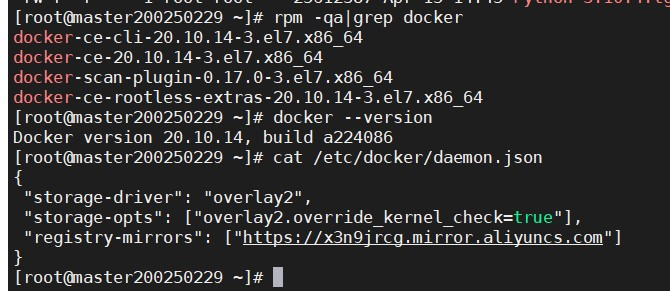 [root@master200250229 ~]# rpm -qa|grep docker
docker-ce-cli-20.10.14-3.el7.x86_64
docker-ce-20.10.14-3.el7.x86_64
docker-scan-plugin-0.17.0-3.el7.x86_64
docker-ce-rootless-extras-20.10.14-3.el7.x86_64
[root@master200250229 ~]# docker --version
Docker version 20.10.14, build a224086
[root@master200250229 ~]# cat /etc/docker/daemon.json
{
 "storage-driver": "overlay2",
 "storage-opts": ["overlay2.override_kernel_check=true"],
 "registry-mirrors": ["https://x3n9jrcg.mirror.aliyuncs.com"]
}
[root@master200250229 ~]#